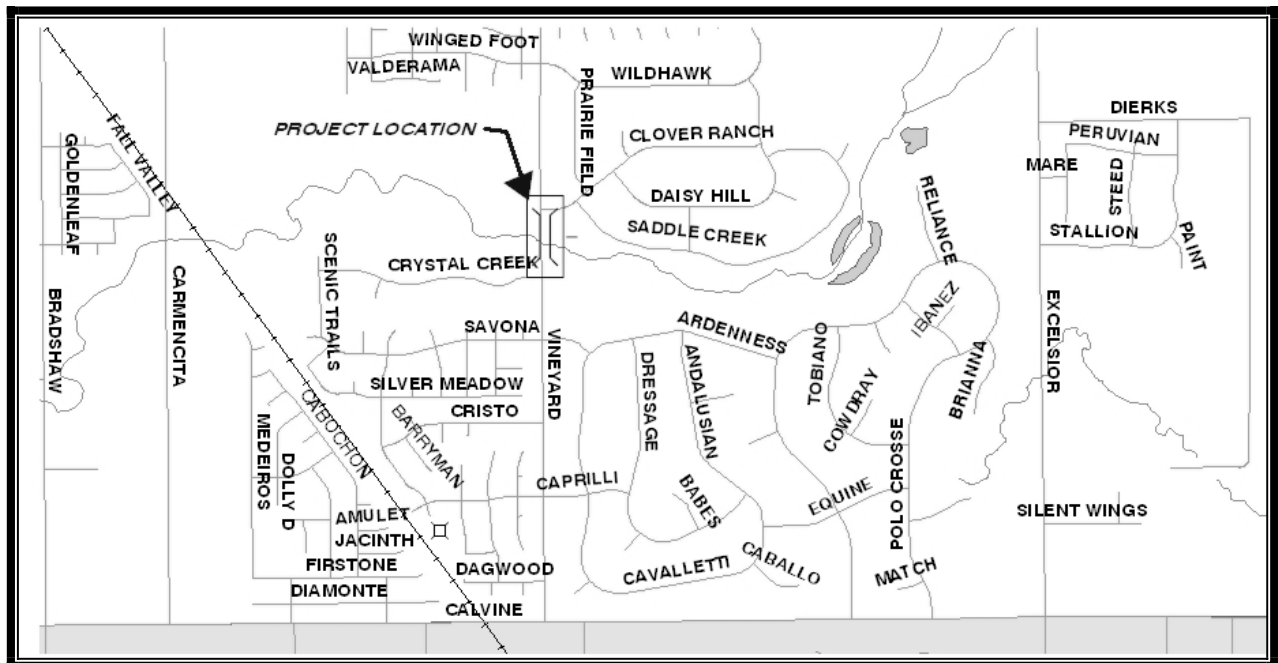 WINGED FOOT
VALDERAMA
WILDHAWK
PRAIRIE FIELD
DIERKS
FALL VALLEY
PROJECT LOCATION
CLOVER RANCH
PERUVIAN
GOLDENLEAF
MARE
STEED
DAISY HILL
RELIANCE
SADDLE CREEK
STALLION
PAINT
SCENIC TRAILS
CRYSTAL CREEK
CARMENCITA
BRADSHAW
IBANEZ
EXCELSIOR
SAVONA
VINEYARD
ARDENNESS
TOBIANO
BRIANNA
DRESSAGE
ANDALUSIAN
SILVER MEADOW
COWDRAY
CABOCHON
BARRYMAN
CRISTO
MEDEIROS
DOLLY D
POLO CROSSE
CAPRILLI
BABES
EQUINE
AMULET
SILENT WINGS
JACINTH
FIRSTONE
DAGWOOD
CAVALLETTI
CABALLO
MATCH
DIAMONTE
CALVINE